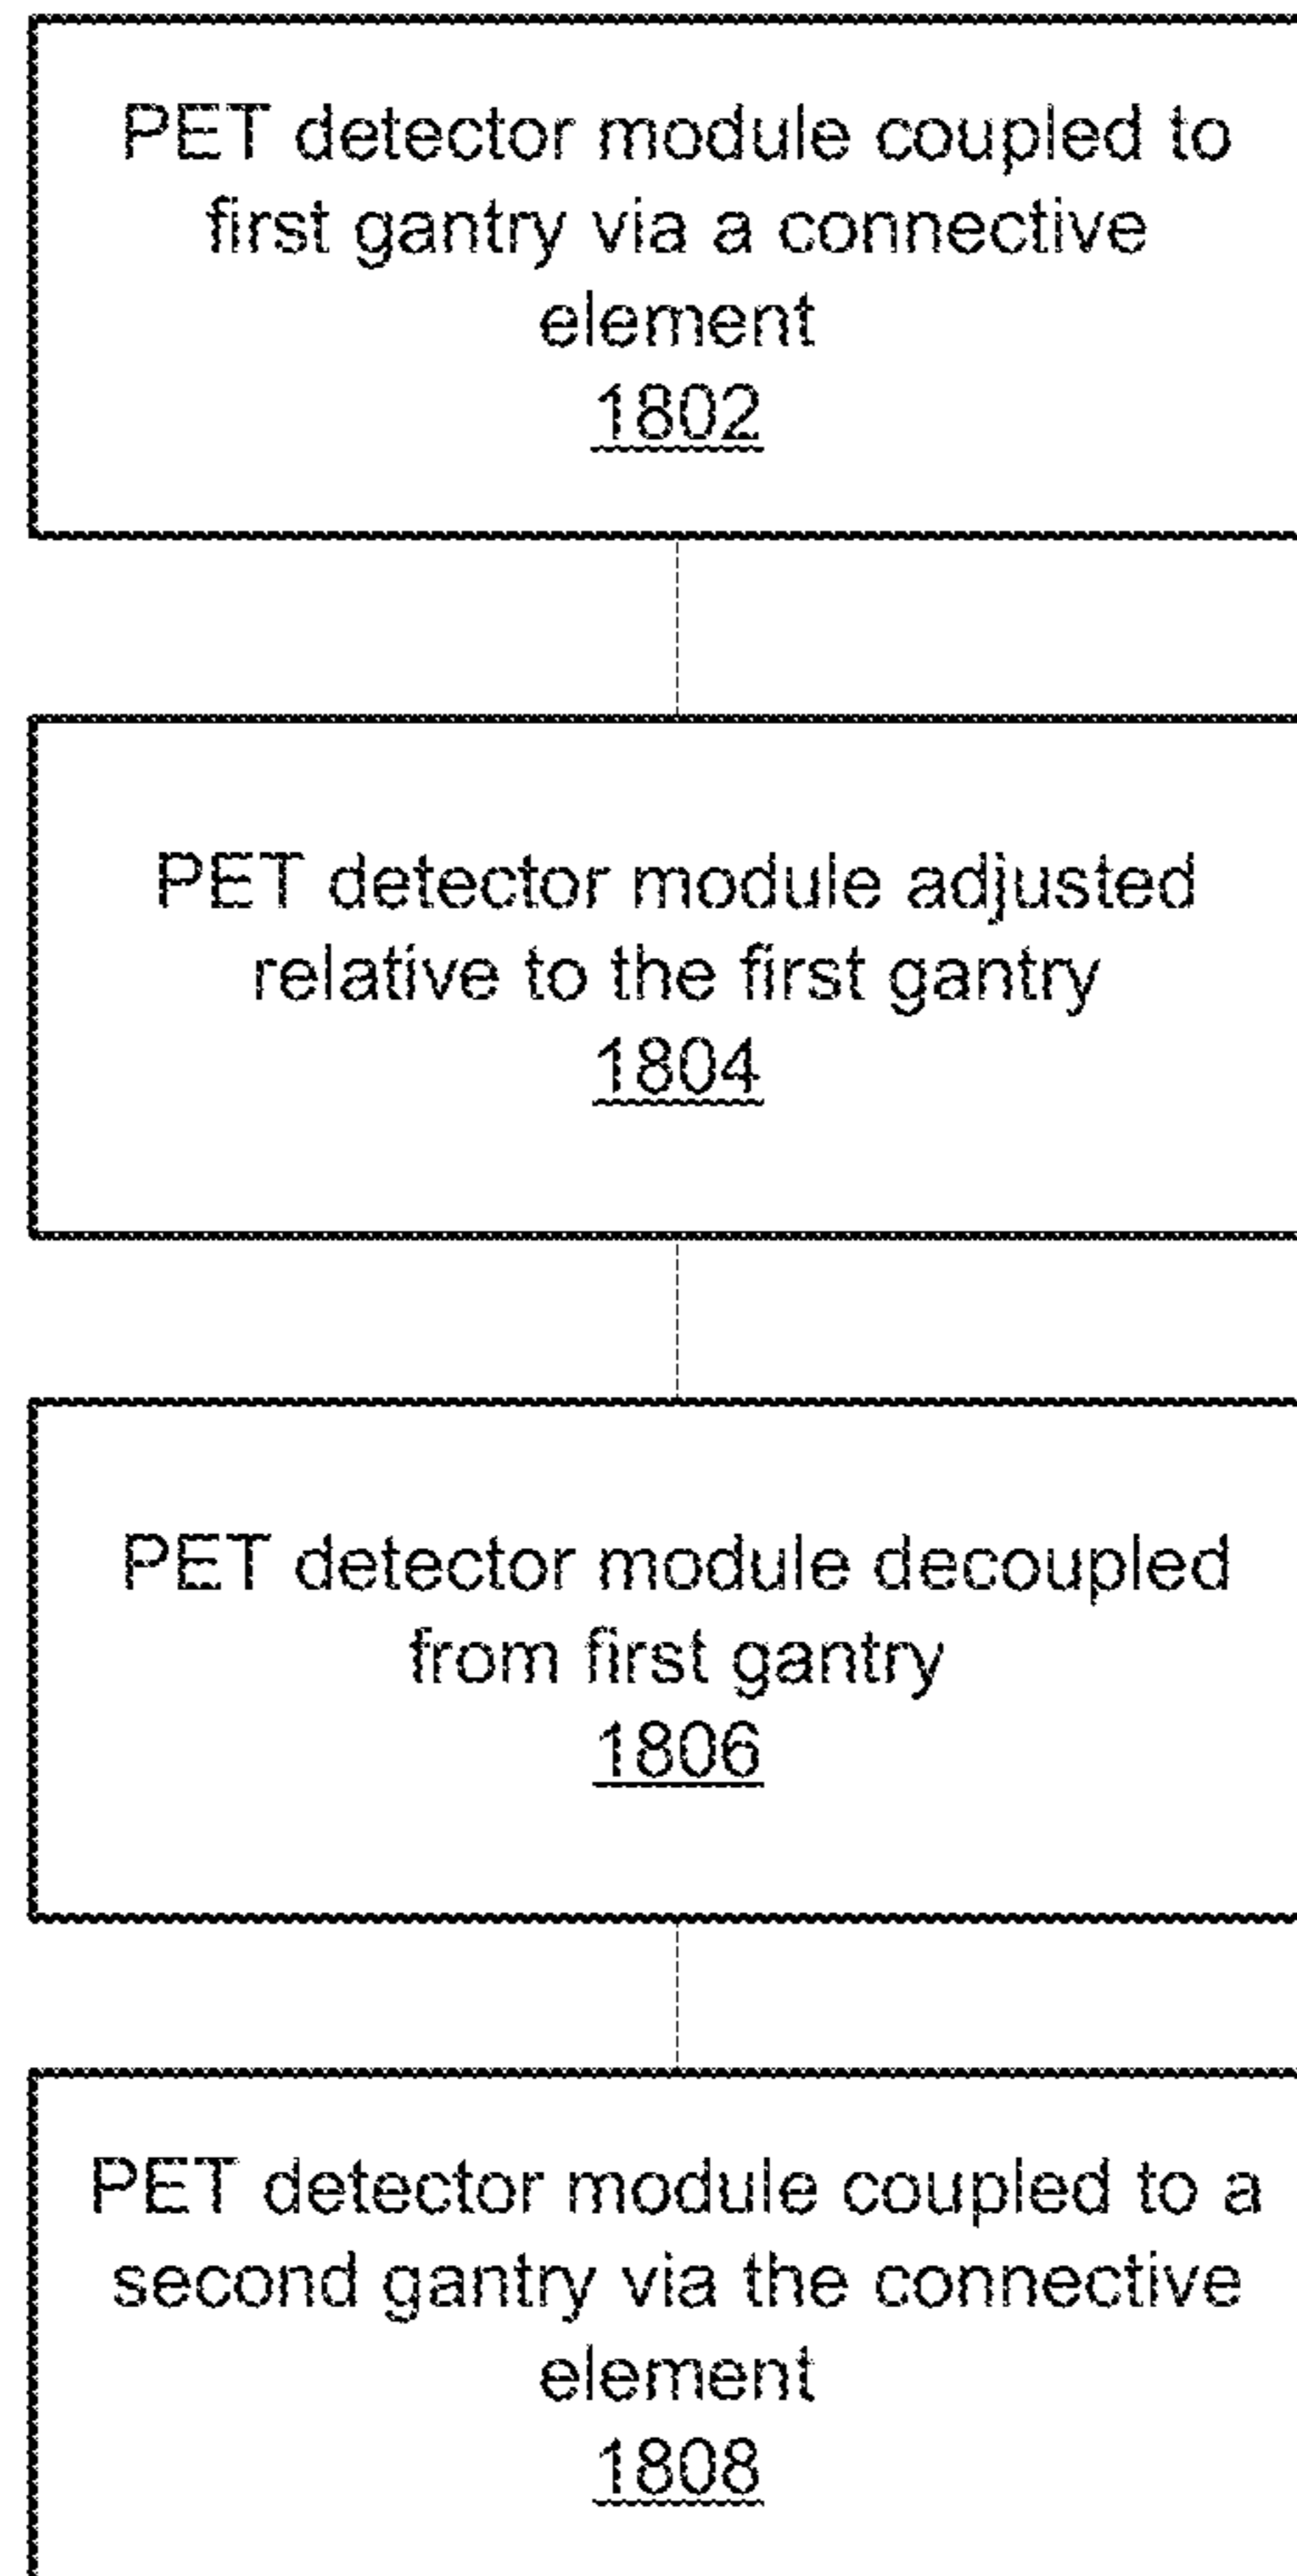 PET detector module coupled to
first gantry via a connective
element
1802
PET detector module adjusted
relative to the first gantry
1804
PET detector module decoupled
from first gantry
1806
PET detector module coupled to a
second gantry via the connective
element
1808